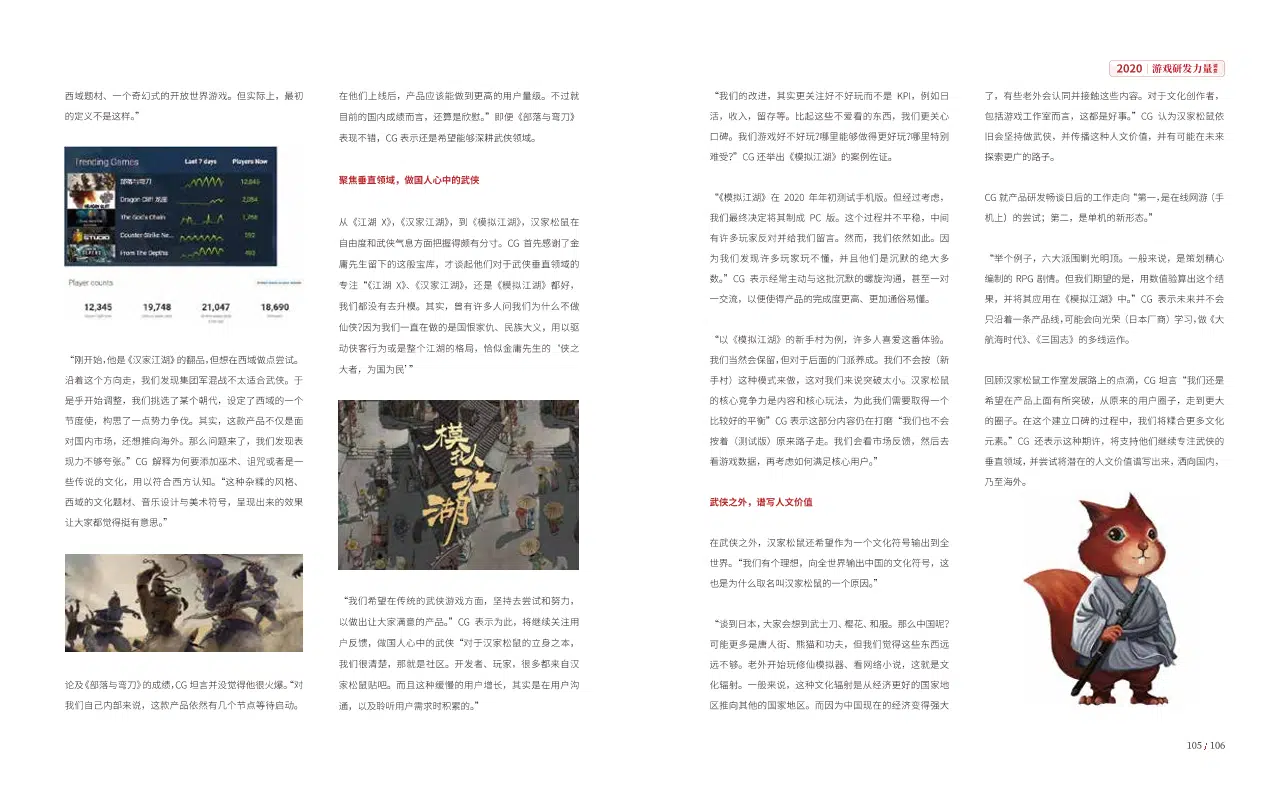 2020 游戏研发力量
西域题材、一个奇幻式的开放世界游戏。但实际上，最初
的定义不是这样。”
Trending Games Last 7 days Players Now
部落与弯刀 12,345
Dragon Cliff 龙崖
The God's Chain
Counter-Strike Ne...
From The Depths
Player counts
12,345 19,748 21,047 18,690
“刚开始，他是《汉家江湖》的翻品，但想在西域做点尝试。
沿着这个方向走，我们发现集团军混战不太适合武侠。于
是乎开始调整，我们挑选了某个朝代，设定了西域的一个
节度使，构思了一点势力争伐。其实，这款产品不仅是面
对国内市场，还想推向海外。那么问题来了，我们发现表
现力不够夸张。” CG 解释为何要添加巫术、诅咒或者是一
些传说的文化，用以符合西方认知。“这种杂糅的风格、
西域的文化题材、音乐设计与美术符号，呈现出来的效果
让大家都觉得挺有意思。”
论及《部落与弯刀》的成绩，CG 坦言并没觉得他很火爆。“对
我们自己内部来说，这款产品依然有几个节点等待启动。
在他们上线后，产品应该能做到更高的用户量级。不过就
目前的国内成绩而言，还算是欣慰。” 即便《部落与弯刀》
表现不错，CG 表示还是希望能够深耕武侠领域。
聚焦垂直领域，做国人心中的武侠
从《江湖 X》，《汉家江湖》，到《模拟江湖》，汉家松鼠在
自由度和武侠气息方面把握得颇有分寸。CG 首先感谢了金
庸先生留下的这般宝库，才谈起他们对于武侠垂直领域的
专注 “《江湖 X》、《汉家江湖》，还是《模拟江湖》都好，
我们都没有去升模。其实，曾有许多人问我们为什么不做
仙侠?因为我们一直在做的是国恨家仇、民族大义，用以驱
动侠客行为或是整个江湖的格局，恰似金庸先生的‘侠之
大者，为国为民’”
模拟江湖
“我们希望在传统的武侠游戏方面，坚持去尝试和努力，
以做出让大家满意的产品。” CG 表示为此，将继续关注用
户反馈，做国人心中的武侠 “对于汉家松鼠的立身之本，
我们很清楚，那就是社区。开发者、玩家，很多都来自汉
家松鼠贴吧。而且这种缓慢的用户增长，其实是在用户沟
通，以及聆听用户需求时积累的。”
“我们的改进，其实更关注好不好玩而不是 KPI，例如日
活，收入，留存等。比起这些不爱看的东西，我们更关心
口碑。我们游戏好不好玩?哪里能够做得更好玩?哪里特别
难受?” CG 还举出《模拟江湖》的案例佐证。
“《模拟江湖》在 2020 年年初测试手机版。但经过考虑，
我们最终决定将其制成 PC 版。这个过程并不平稳，中间
有许多玩家反对并给我们留言。然而，我们依然如此。因
为我们发现许多玩家玩不懂，并且他们是沉默的绝大多
数。” CG 表示经常主动与这批沉默的螺旋沟通，甚至一对
一交流，以便使得产品的完成度更高、更加通俗易懂。
“以《模拟江湖》的新手村为例，许多人喜爱这番体验。
我们当然会保留，但对于后面的门派养成。我们不会按（新
手村）这种模式来做，这对我们来说突破太小。汉家松鼠
的核心竞争力是内容和核心玩法，为此我们需要取得一个
比较好的平衡” CG 表示这部分内容仍在打磨 “我们也不会
按着（测试版）原来路子走。我们会看市场反馈，然后去
看游戏数据，再考虑如何满足核心用户。”
武侠之外，谱写人文价值
在武侠之外，汉家松鼠还希望作为一个文化符号输出到全
世界。“我们有个理想，向全世界输出中国的文化符号，这
也是为什么取名叫汉家松鼠的一个原因。”
“谈到日本，大家会想到武士刀、樱花、和服。那么中国呢？
可能更多是唐人街、熊猫和功夫，但我们觉得这些东西远
远不够。老外开始玩修仙模拟器、看网络小说，这就是文
化辐射。一般来说，这种文化辐射是从经济更好的国家地
区推向其他的国家地区。而因为中国现在的经济变得强大
了，有些老外会认同并接触这些内容。对于文化创作者，
包括游戏工作室而言，这都是好事。” CG 认为汉家松鼠依
旧会坚持做武侠，并传播这种人文价值，并有可能在未来
探索更广的路子。
CG 就产品研发畅谈日后的工作走向 “第一，是在线网游（手
机上）的尝试；第二，是单机的新形态。”
“举个例子，六大派围剿光明顶。一般来说，是策划精心
编制的 RPG 剧情。但我们期望的是，用数值验算出这个结
果，并将其应用在《模拟江湖》中。” CG 表示未来并不会
只沿着一条产品线，可能会向光荣（日本厂商）学习，做《大
航海时代》、《三国志》的多线运作。
回顾汉家松鼠工作室发展路上的点滴，CG 坦言 “我们还是
希望在产品上面有所突破，从原来的用户圈子，走到更大
的圈子。在这个建立口碑的过程中，我们将糅合更多文化
元素。” CG 还表示这种期许，将支持他们继续专注武侠的
垂直领域，并尝试将潜在的人文价值谱写出来，洒向国内，
乃至海外。
105 / 106